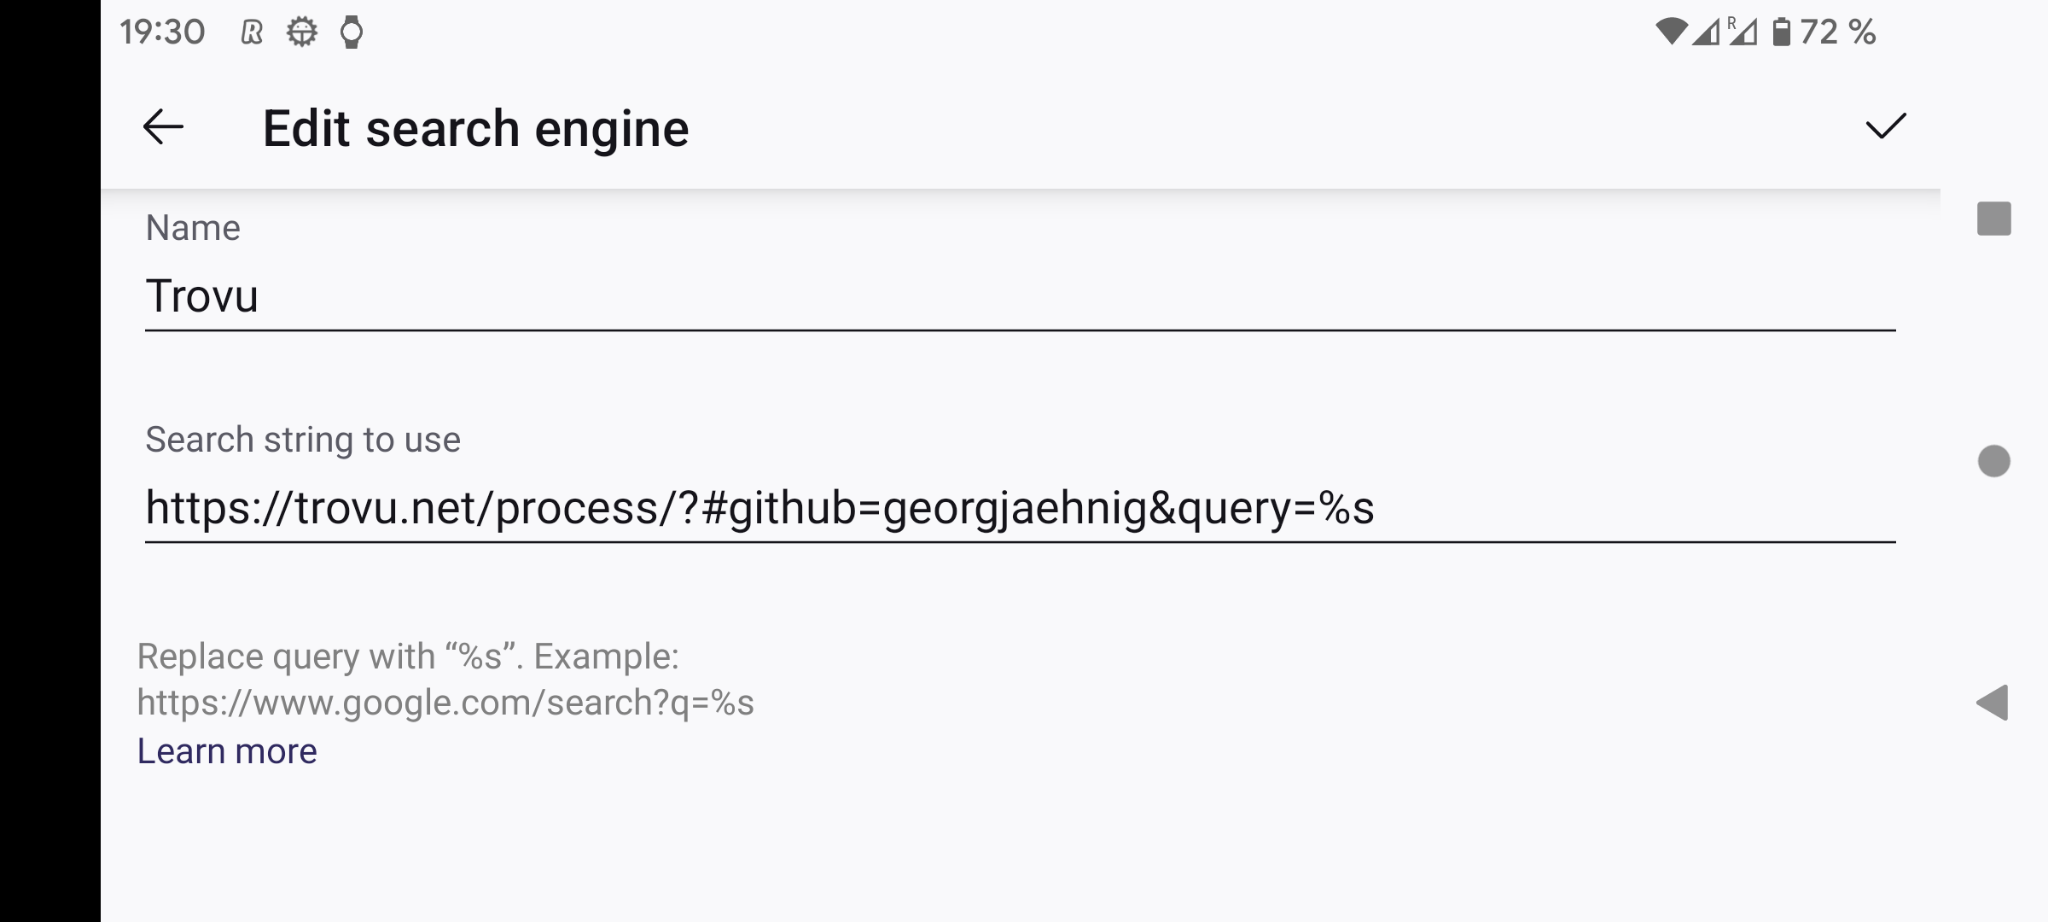 19:30 R R 72 %
Edit search engine
Name
Trovu
Search string to use
https://trovu.net/process/?#github=georgjaehnig&query=%s
Replace query with “%s”. Example:
https://www.google.com/search?q=%s
Learn more